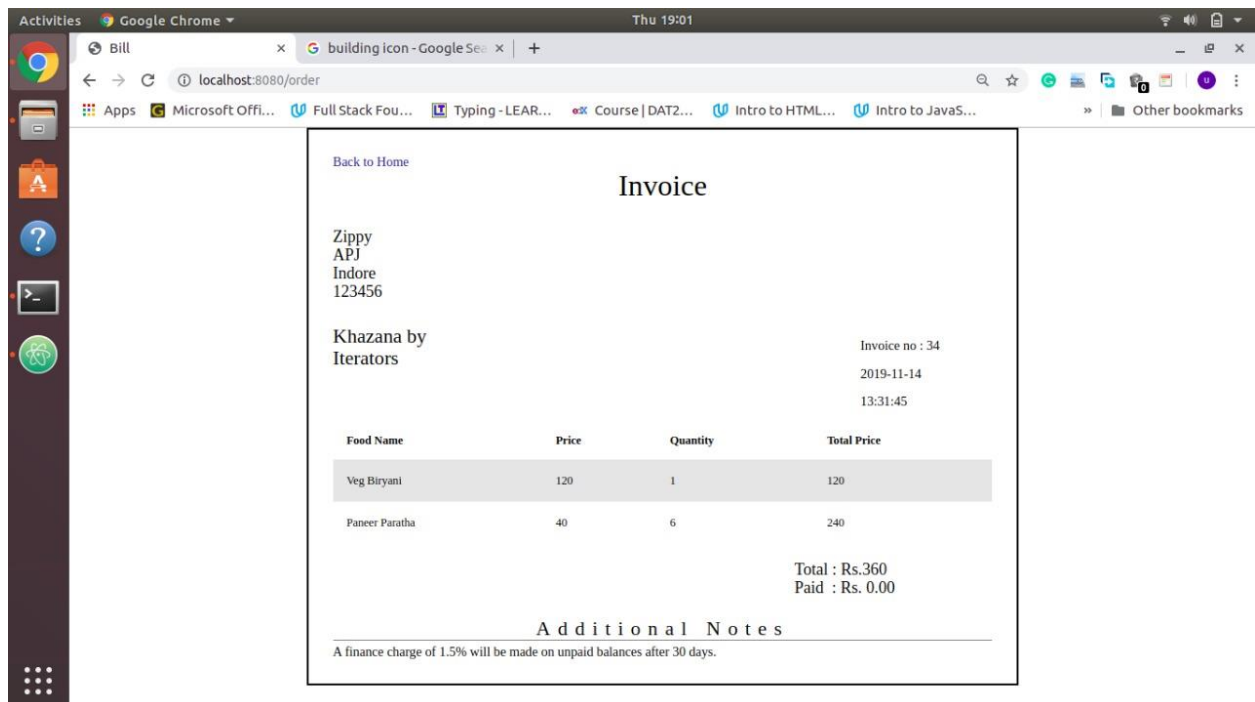 Activities Google Chrome Thu 19:01
Bill building icon - Google Sea
localhost:8080/order
Apps Microsoft Offi... Full Stack Fou... Typing - LEAR... Course | DAT2... Intro to HTML... Intro to JavaS... » Other bookmarks
Back to Home
Invoice
Zippy
APJ
Indore
123456
Khazana by
Iterators
Invoice no : 34
2019-11-14
13:31:45
Food Name Price Quantity Total Price
Veg Biryani 120 1 120
Paneer Paratha 40 6 240
Total : Rs.360
Paid : Rs. 0.00
Additional Notes
A finance charge of 1.5% will be made on unpaid balances after 30 days.